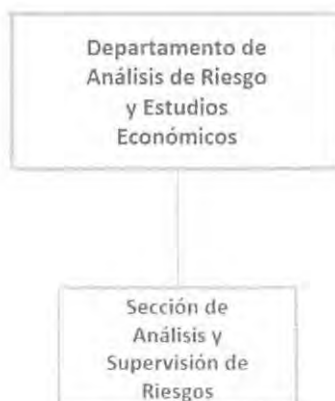 Departamento de
Análisis de Riesgo
y Estudios
Económicos
Sección de
Análisis y
Supervisión de
Riesgos